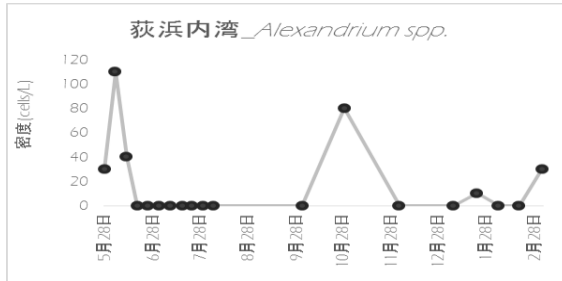 荻浜内湾_Alexandrium spp.
密度(cells/L)
120
100
80
60
40
20
0
5月28日
6月28日
7月28日
8月28日
9月28日
10月28日
11月28日
12月28日
1月28日
2月28日